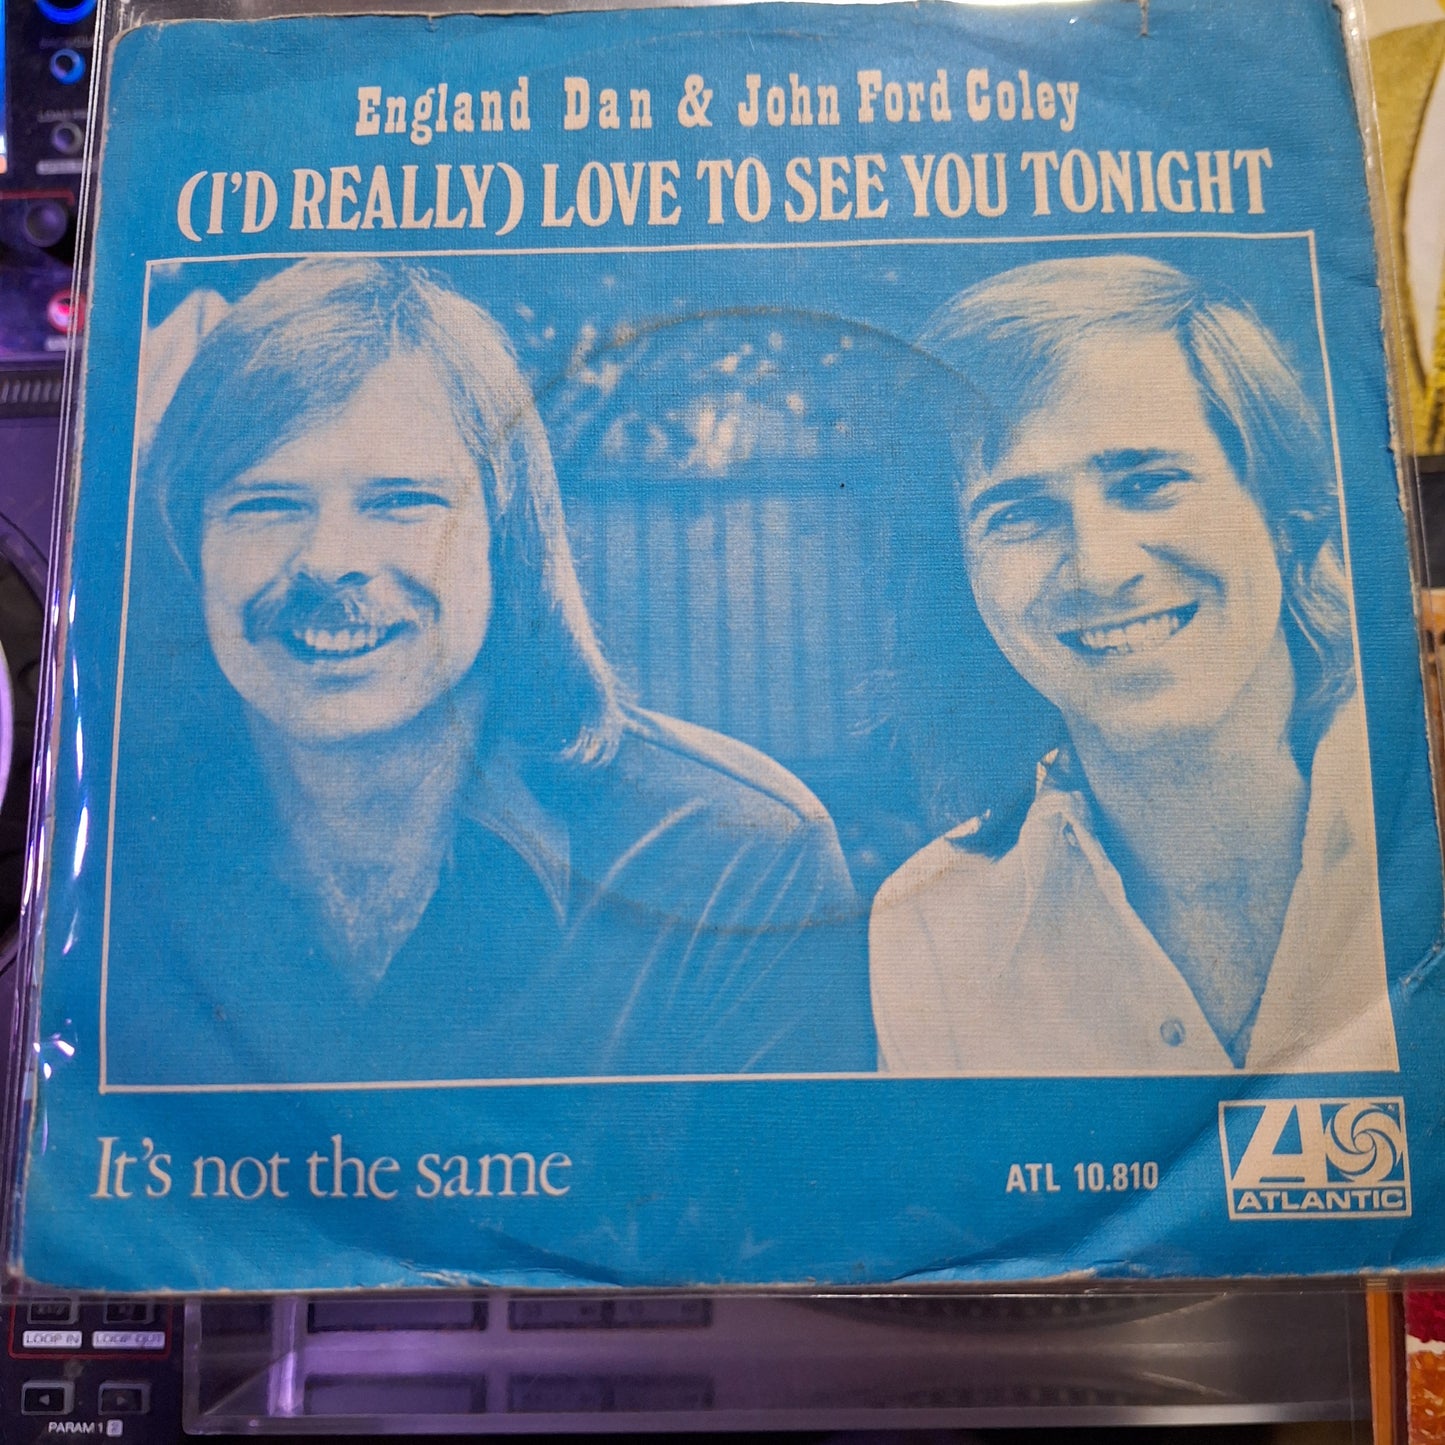 England Dan & John Ford Coley
(I'D REALLY) LOVE TO SEE YOU TONIGHT
It's not the same
ATL 10.810
ATLANTIC
LOOP IN
LOOP OUT
PARAM 1 2